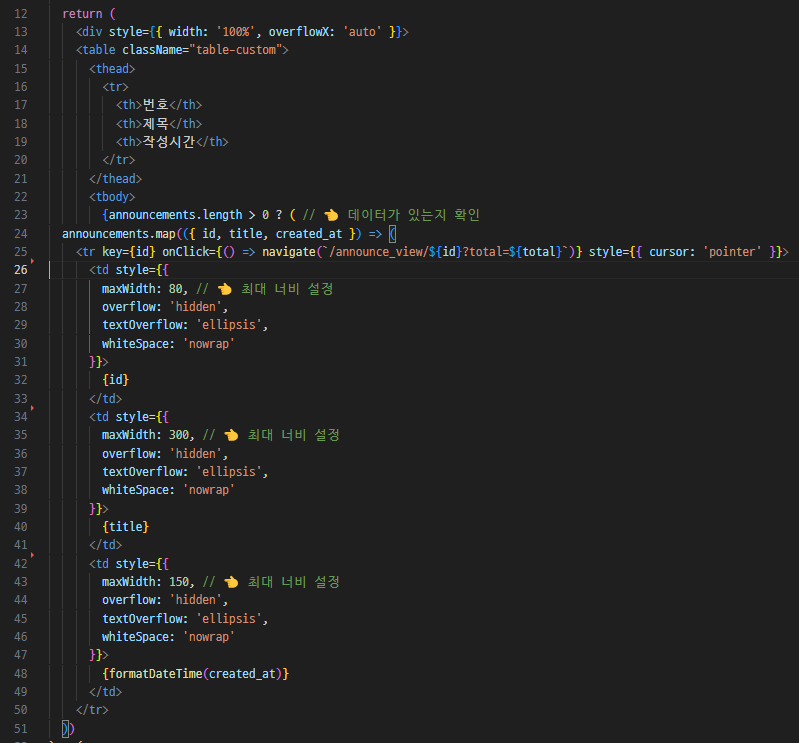 12 return (
13 <div style={{ width: '100%', overflowX: 'auto' }}>
14 <table className="table-custom">
15 <thead>
16 <tr>
17 <th>번호</th>
18 <th>제목</th>
19 <th>작성시간</th>
20 </tr>
21 </thead>
22 <tbody>
23 {announcements.length > 0 ? ( // 👈 데이터가 있는지 확인
24 announcements.map(({ id, title, created_at }) => (
25 <tr key={id} onClick={() => navigate(`/announce_view/${id}?total=${total}`)} style={{ cursor: 'pointer' }}>
26 <td style={{
27 maxWidth: 80, // 👈 최대 너비 설정
28 overflow: 'hidden',
29 textOverflow: 'ellipsis',
30 whiteSpace: 'nowrap'
31 }}>
32 {id}
33 </td>
34 <td style={{
35 maxWidth: 300, // 👈 최대 너비 설정
36 overflow: 'hidden',
37 textOverflow: 'ellipsis',
38 whiteSpace: 'nowrap'
39 }}>
40 {title}
41 </td>
42 <td style={{
43 maxWidth: 150, // 👈 최대 너비 설정
44 overflow: 'hidden',
45 textOverflow: 'ellipsis',
46 whiteSpace: 'nowrap'
47 }}>
48 {formatDateTime(created_at)}
49 </td>
50 </tr>
51 ))